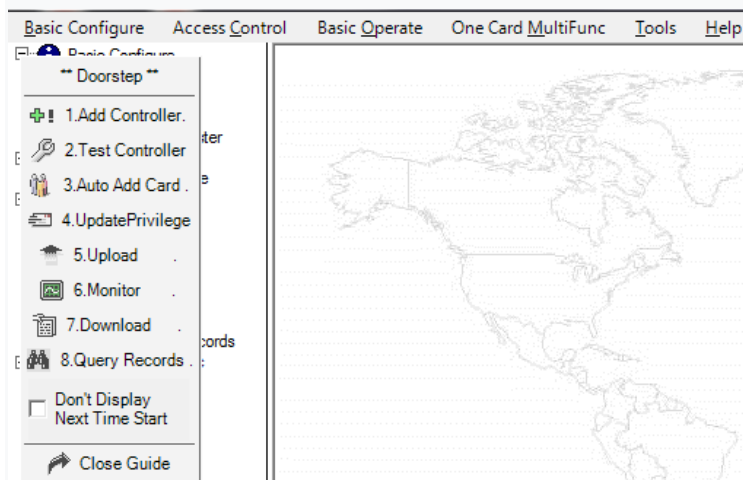 Basic Configure Access Control Basic Operate One Card MultiFunc Tools Help
Basic Configure
** Doorstep **
1.Add Controller.
2.Test Controller
3.Auto Add Card .
4.UpdatePrivilege
5.Upload .
6.Monitor .
7.Download .
8.Query Records .
Don't Display
Next Time Start
Close Guide